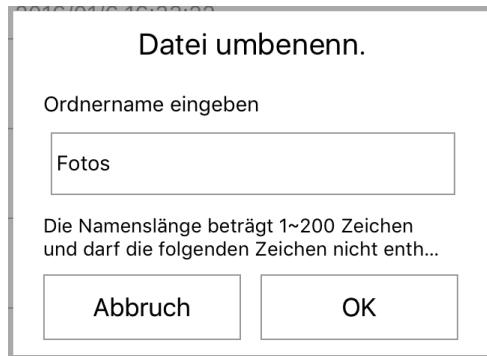 Datei umbenenn.
Ordnername eingeben
Fotos
Die Namenslänge beträgt 1~200 Zeichen
und darf die folgenden Zeichen nicht enth...
Abbruch
OK